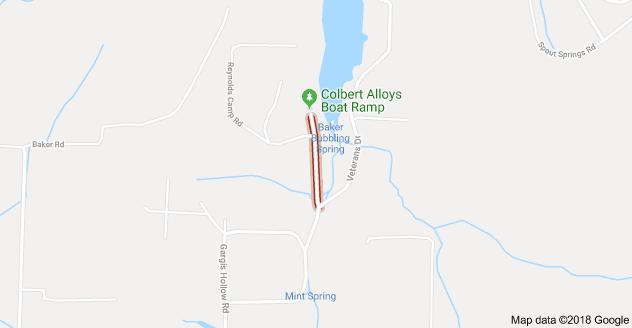 Spout Springs Rd
Reynolds Camp Rd
Colbert Alloys
Boat Ramp
Baker
Bubbling
Spring
Baker Rd
Veterans Dr
Gargis Hollow Rd
Mint Spring
Map data ©2018 Google